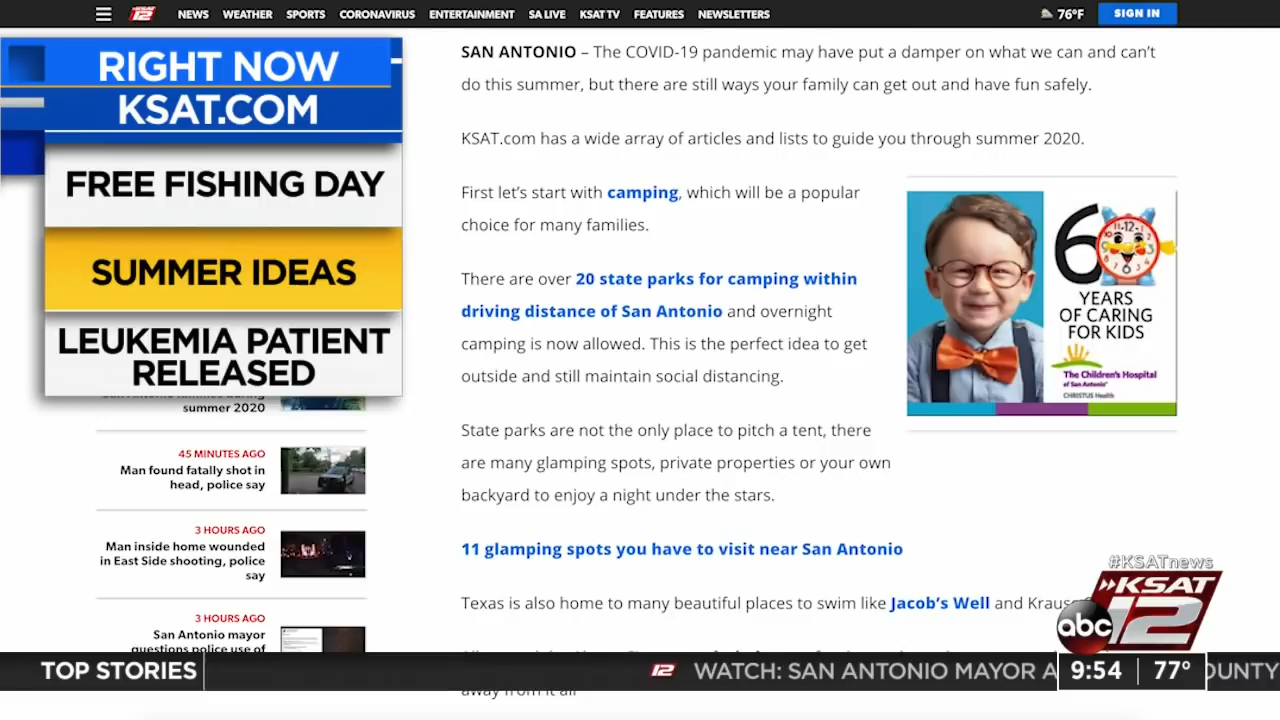 NEWS WEATHER SPORTS CORONAVIRUS ENTERTAINMENT SA LIVE KSAT TV FEATURES NEWSLETTERS 76°F SIGN IN
RIGHT NOW
KSAT.COM
FREE FISHING DAY
SUMMER IDEAS
LEUKEMIA PATIENT
RELEASED
summer 2020
45 MINUTES AGO
Man found fatally shot in
head, police say
3 HOURS AGO
Man inside home wounded
in East Side shooting, police
say
3 HOURS AGO
San Antonio mayor
questions police use of
SAN ANTONIO – The COVID-19 pandemic may have put a damper on what we can and can’t
do this summer, but there are still ways your family can get out and have fun safely.
KSAT.com has a wide array of articles and lists to guide you through summer 2020.
First let’s start with camping, which will be a popular
choice for many families.
There are over 20 state parks for camping within
driving distance of San Antonio and overnight
camping is now allowed. This is the perfect idea to get
outside and still maintain social distancing.
State parks are not the only place to pitch a tent, there
are many glamping spots, private properties or your own
backyard to enjoy a night under the stars.
11 glamping spots you have to visit near San Antonio
Texas is also home to many beautiful places to swim like Jacob’s Well and Krause
away from it all
60
YEARS
OF CARING
FOR KIDS
The Children's Hospital
of San Antonio
CHRISTUS Health
#KSATnews
KSAT
abc 12
TOP STORIES
12 WATCH: SAN ANTONIO MAYOR A
9:54 77°
OUNTY